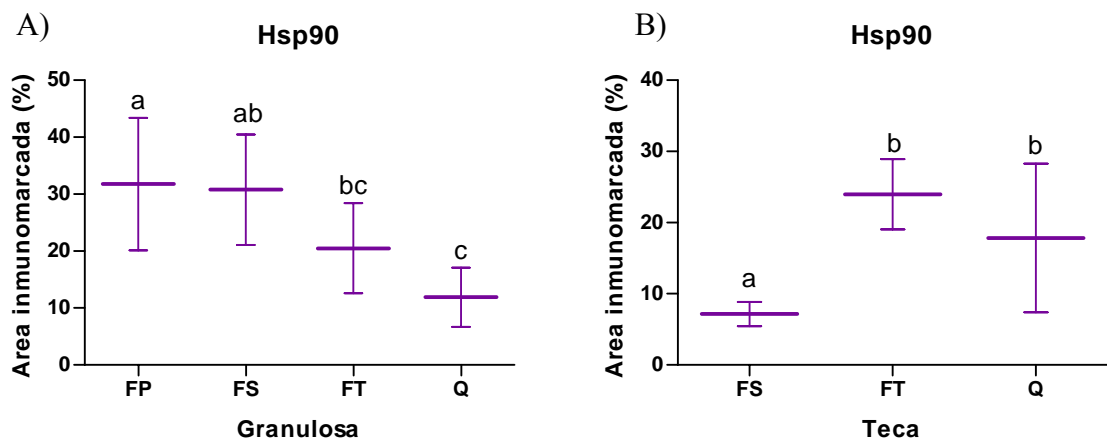 A)
Hsp90
Area inmunomarcada (%)
50
40
30
20
10
0
a
ab
bc
c
FP FS FT Q
Granulosa
B)
Hsp90
Area inmunomarcada (%)
40
30
20
10
0
a
b
b
FS FT Q
Teca